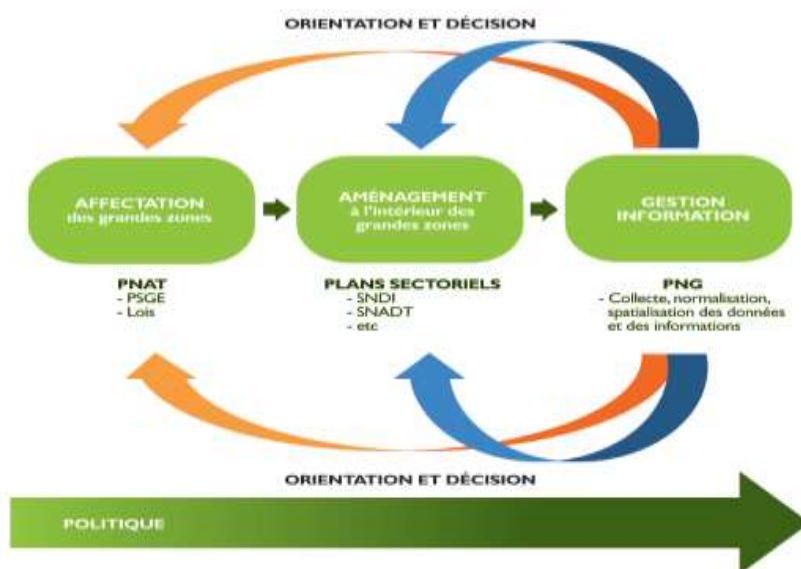 ORIENTATION ET DÉCISION
AFFECTATION
des grandes zones
AMÉNAGEMENT
à l'intérieur des
grandes zones
GESTION
INFORMATION
PNAT
- PSGE
- Lois
PLANS SECTORIELS
- SNDI
- SNADT
- etc
PNG
- Collecte, normalisation,
spatialisation des données
et des informations
ORIENTATION ET DÉCISION
POLITIQUE